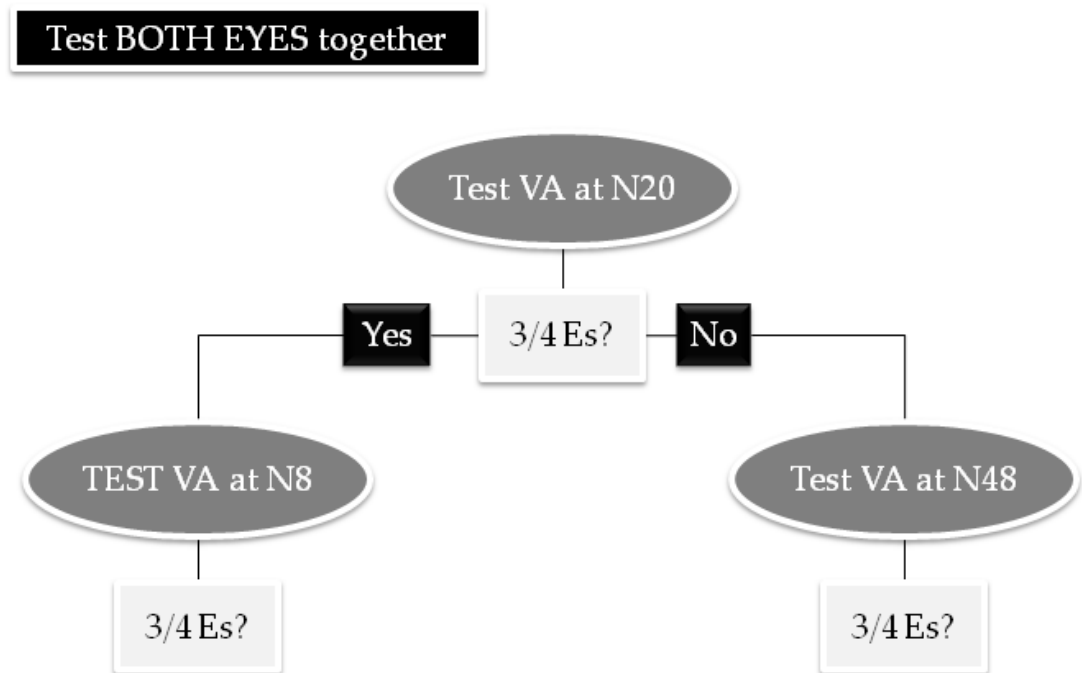 Test BOTH EYES together
Test VA at N20
Yes
3/4 Es?
No
TEST VA at N8
Test VA at N48
3/4 Es?
3/4 Es?